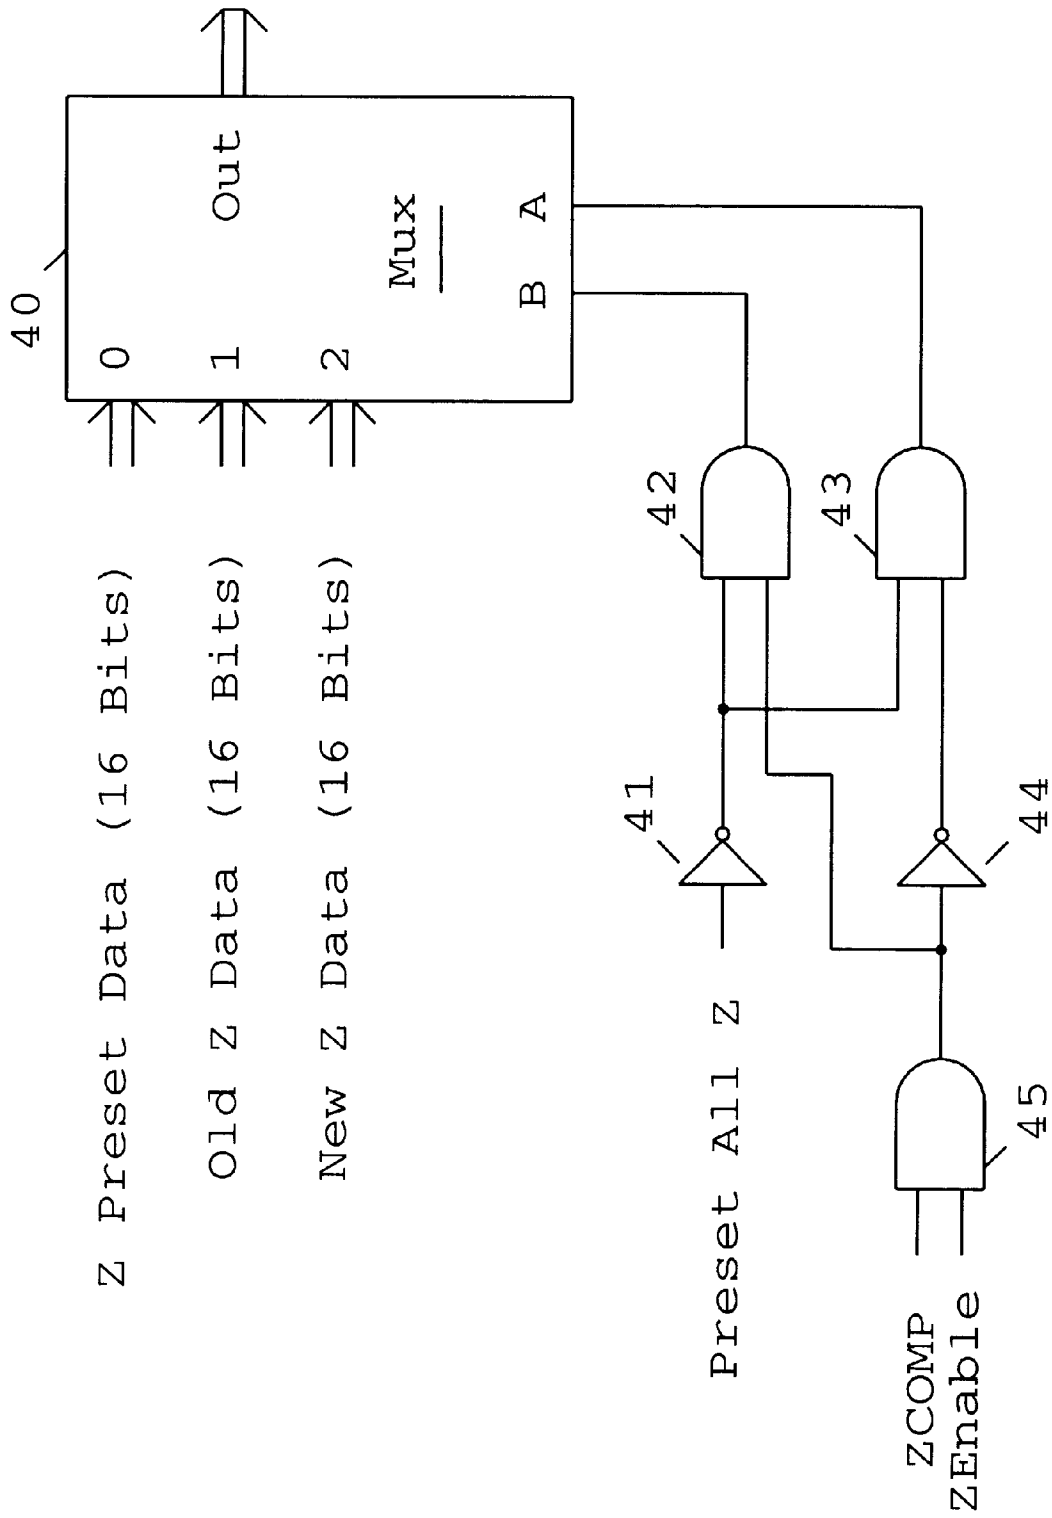 40
Z Preset Data (16 Bits)
0
Old Z Data (16 Bits)
1
Out
New Z Data (16 Bits)
2
Mux
B
A
42
41
Preset All Z
43
44
45
ZCOMP
ZEnable